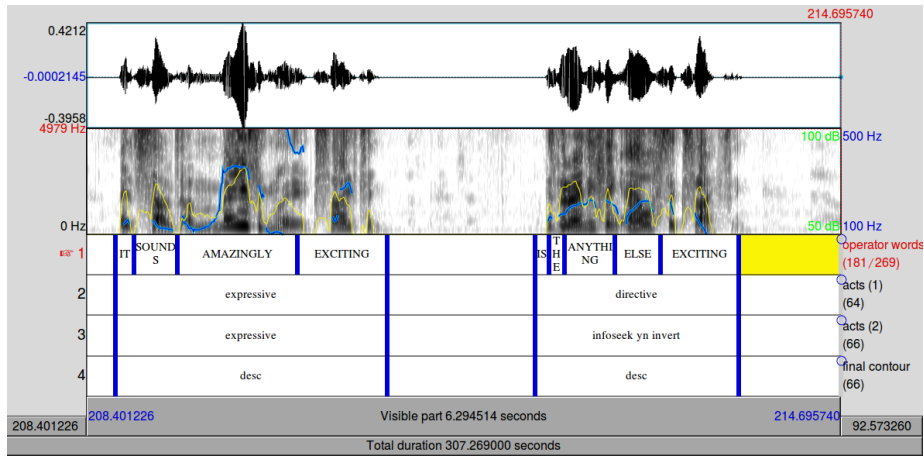 214.695740
0.4212
-0.0002145
-0.3958
4979 Hz
100 dB
500 Hz
0 Hz
50 dB
100 Hz
1
IT
SOUND
S
AMAZINGLY
EXCITING
IS
T
H
E
ANYTHI
NG
ELSE
EXCITING
operator words
(181/269)
2
expressive
directive
acts (1)
(64)
3
expressive
infoseek yn invert
acts (2)
(66)
4
desc
desc
final contour
(66)
208.401226
Visible part 6.294514 seconds
214.695740
208.401226
92.573260
Total duration 307.269000 seconds